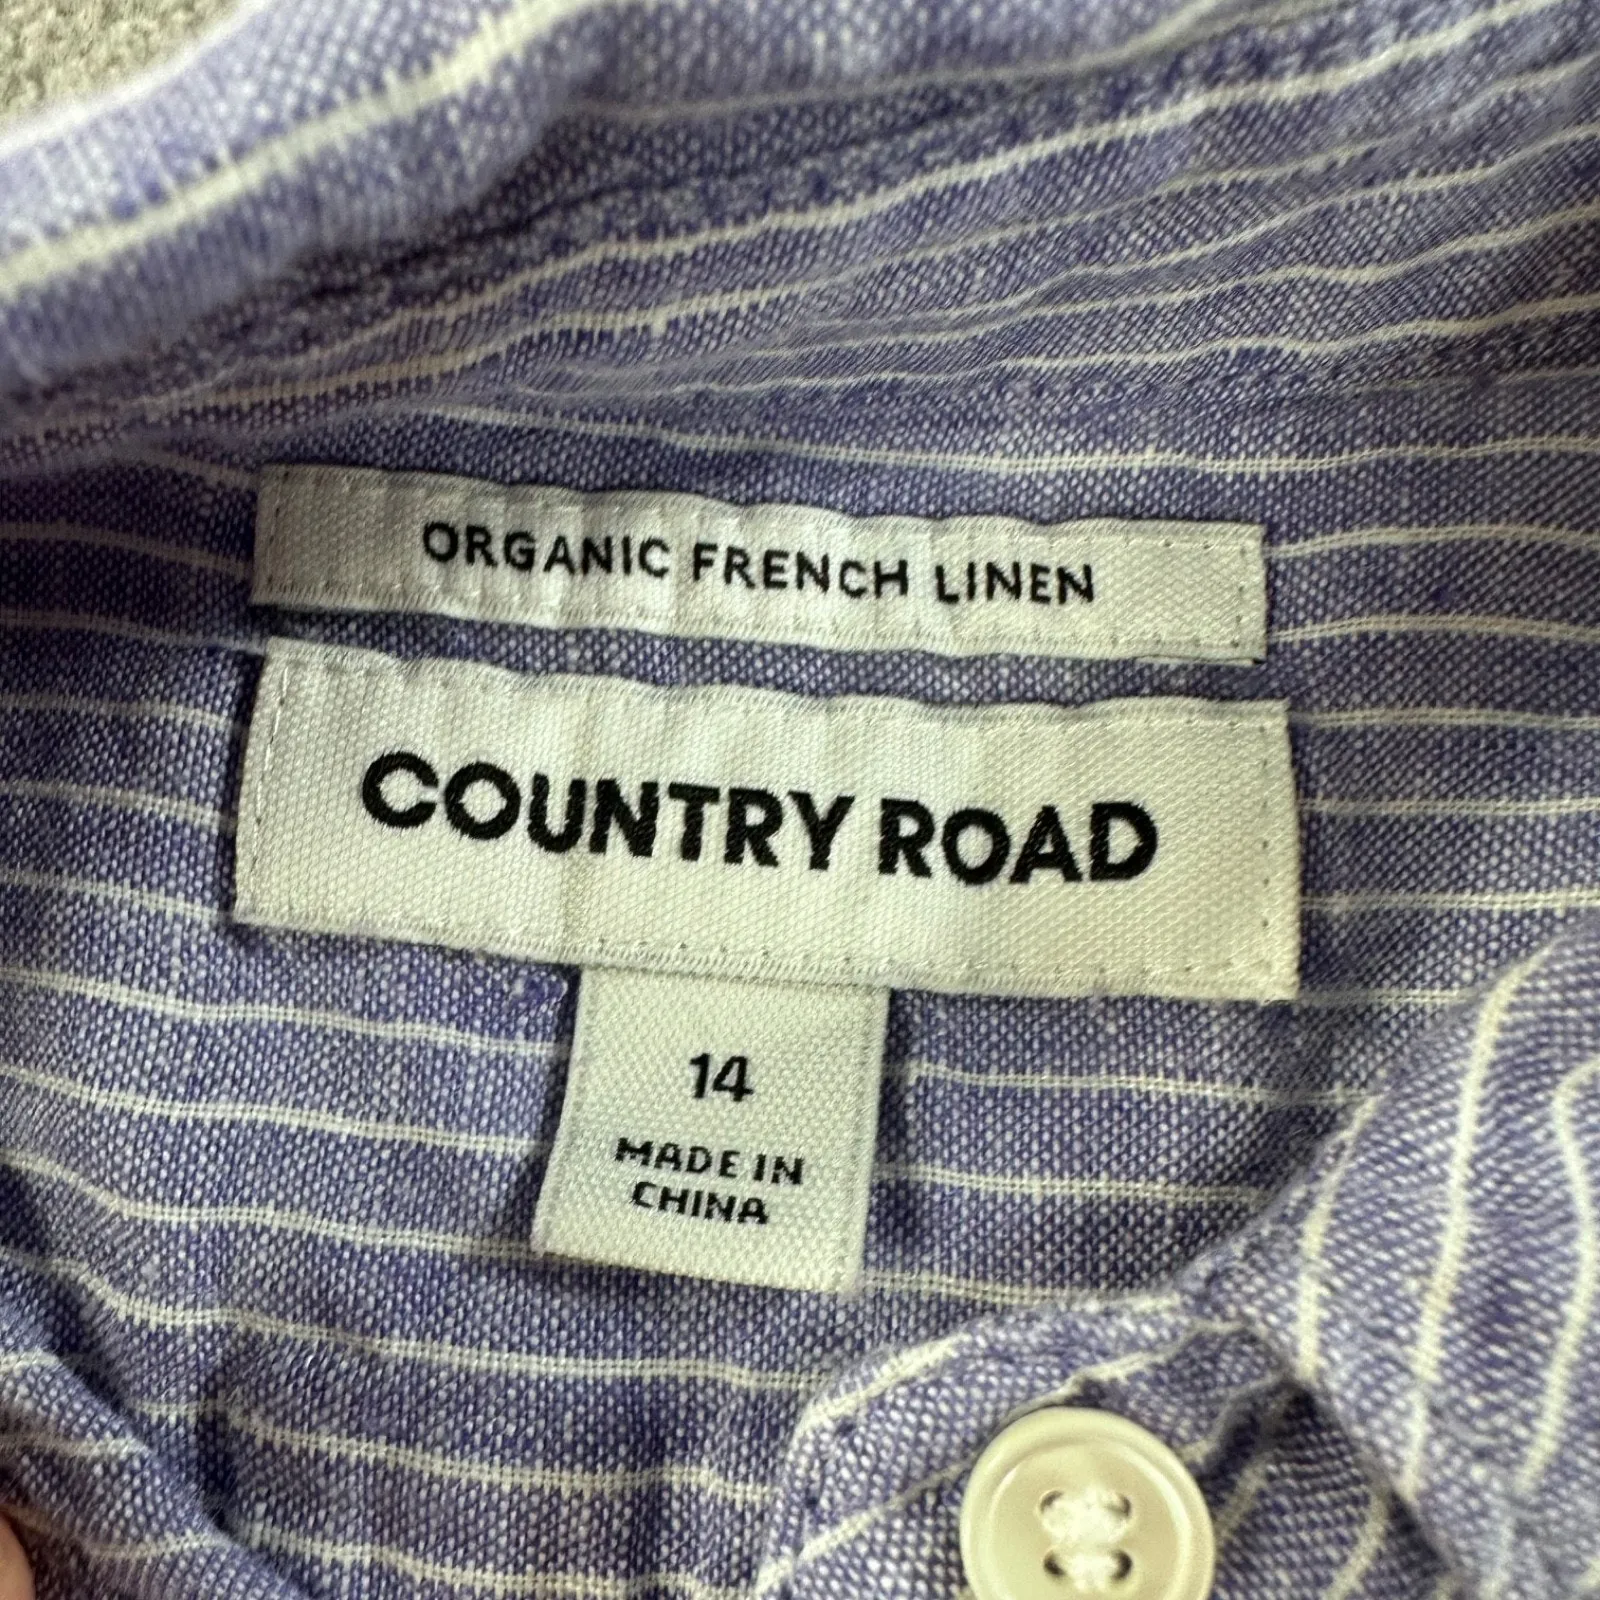 ORGANIC FRENCH LINEN
COUNTRY ROAD
14
MADE IN
CHINA